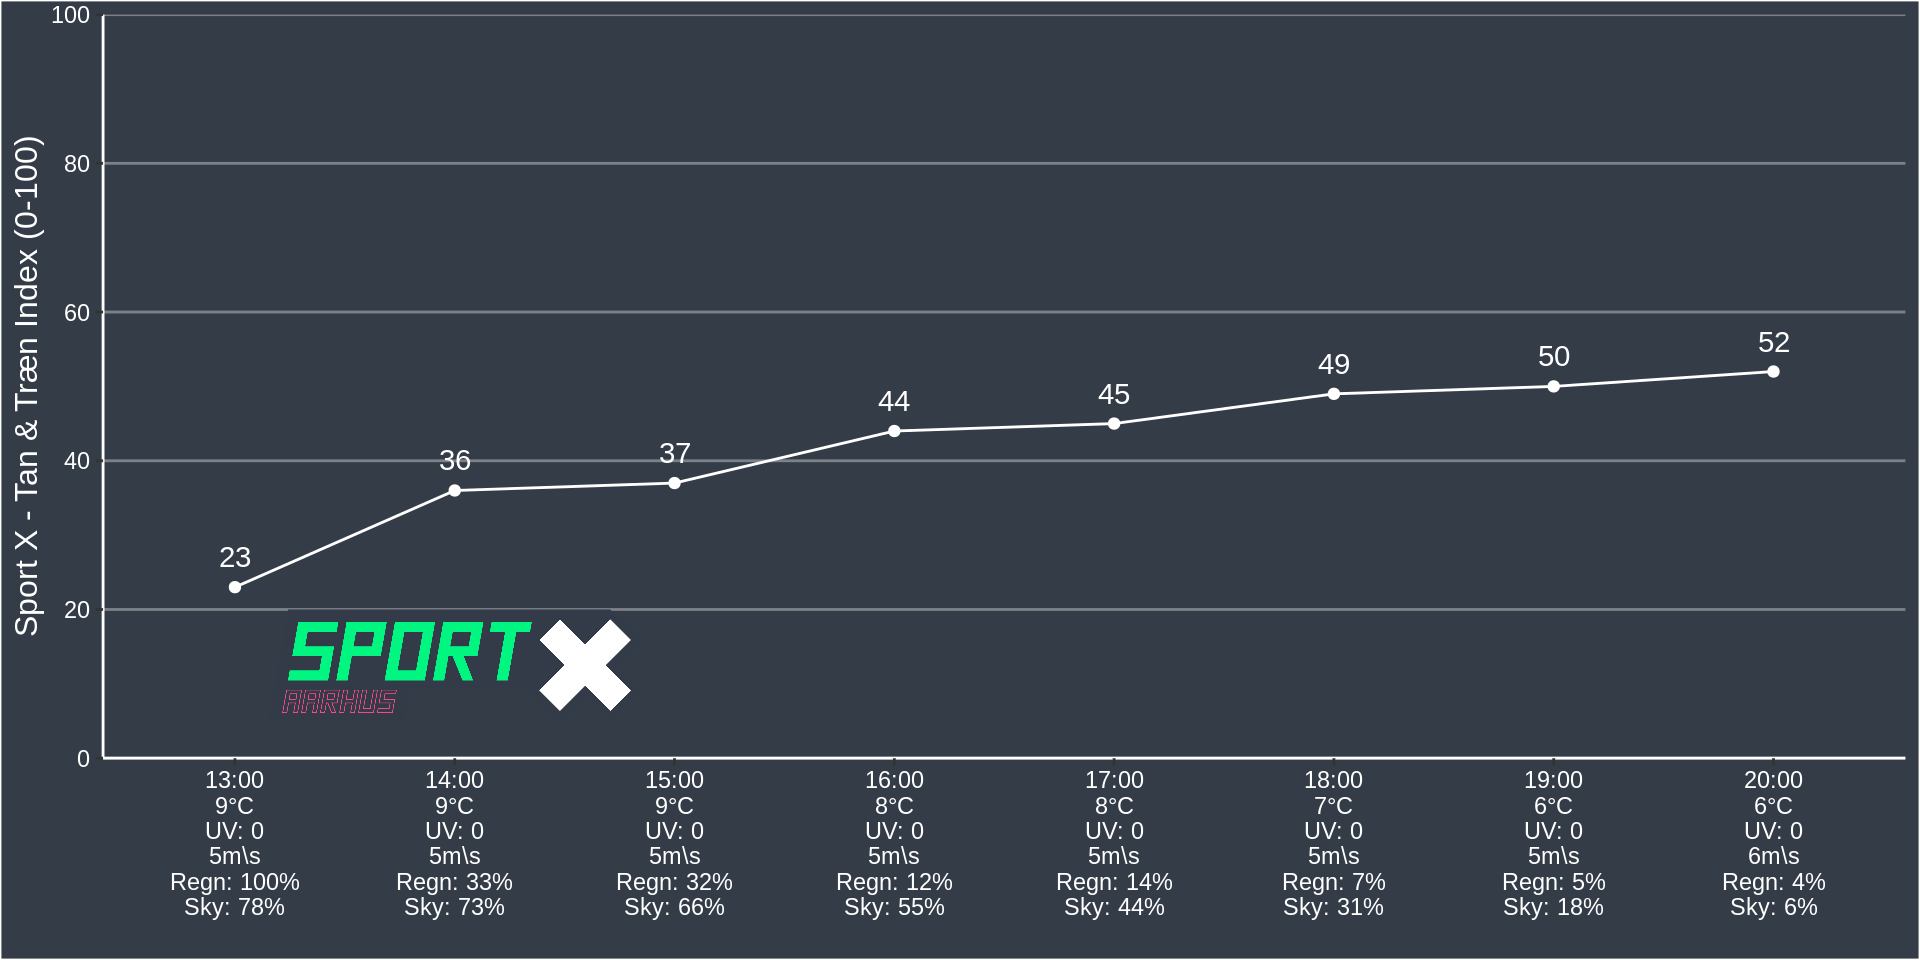 Sport X - Tan & Træn Index (0-100)
100
80
60
40
20
0
23
36
37
44
45
49
50
52
SPORT X
AARHUS
13:00
9°C
UV: 0
5m\s
Regn: 100%
Sky: 78%
14:00
9°C
UV: 0
5m\s
Regn: 33%
Sky: 73%
15:00
9°C
UV: 0
5m\s
Regn: 32%
Sky: 66%
16:00
8°C
UV: 0
5m\s
Regn: 12%
Sky: 55%
17:00
8°C
UV: 0
5m\s
Regn: 14%
Sky: 44%
18:00
7°C
UV: 0
5m\s
Regn: 7%
Sky: 31%
19:00
6°C
UV: 0
5m\s
Regn: 5%
Sky: 18%
20:00
6°C
UV: 0
6m\s
Regn: 4%
Sky: 6%